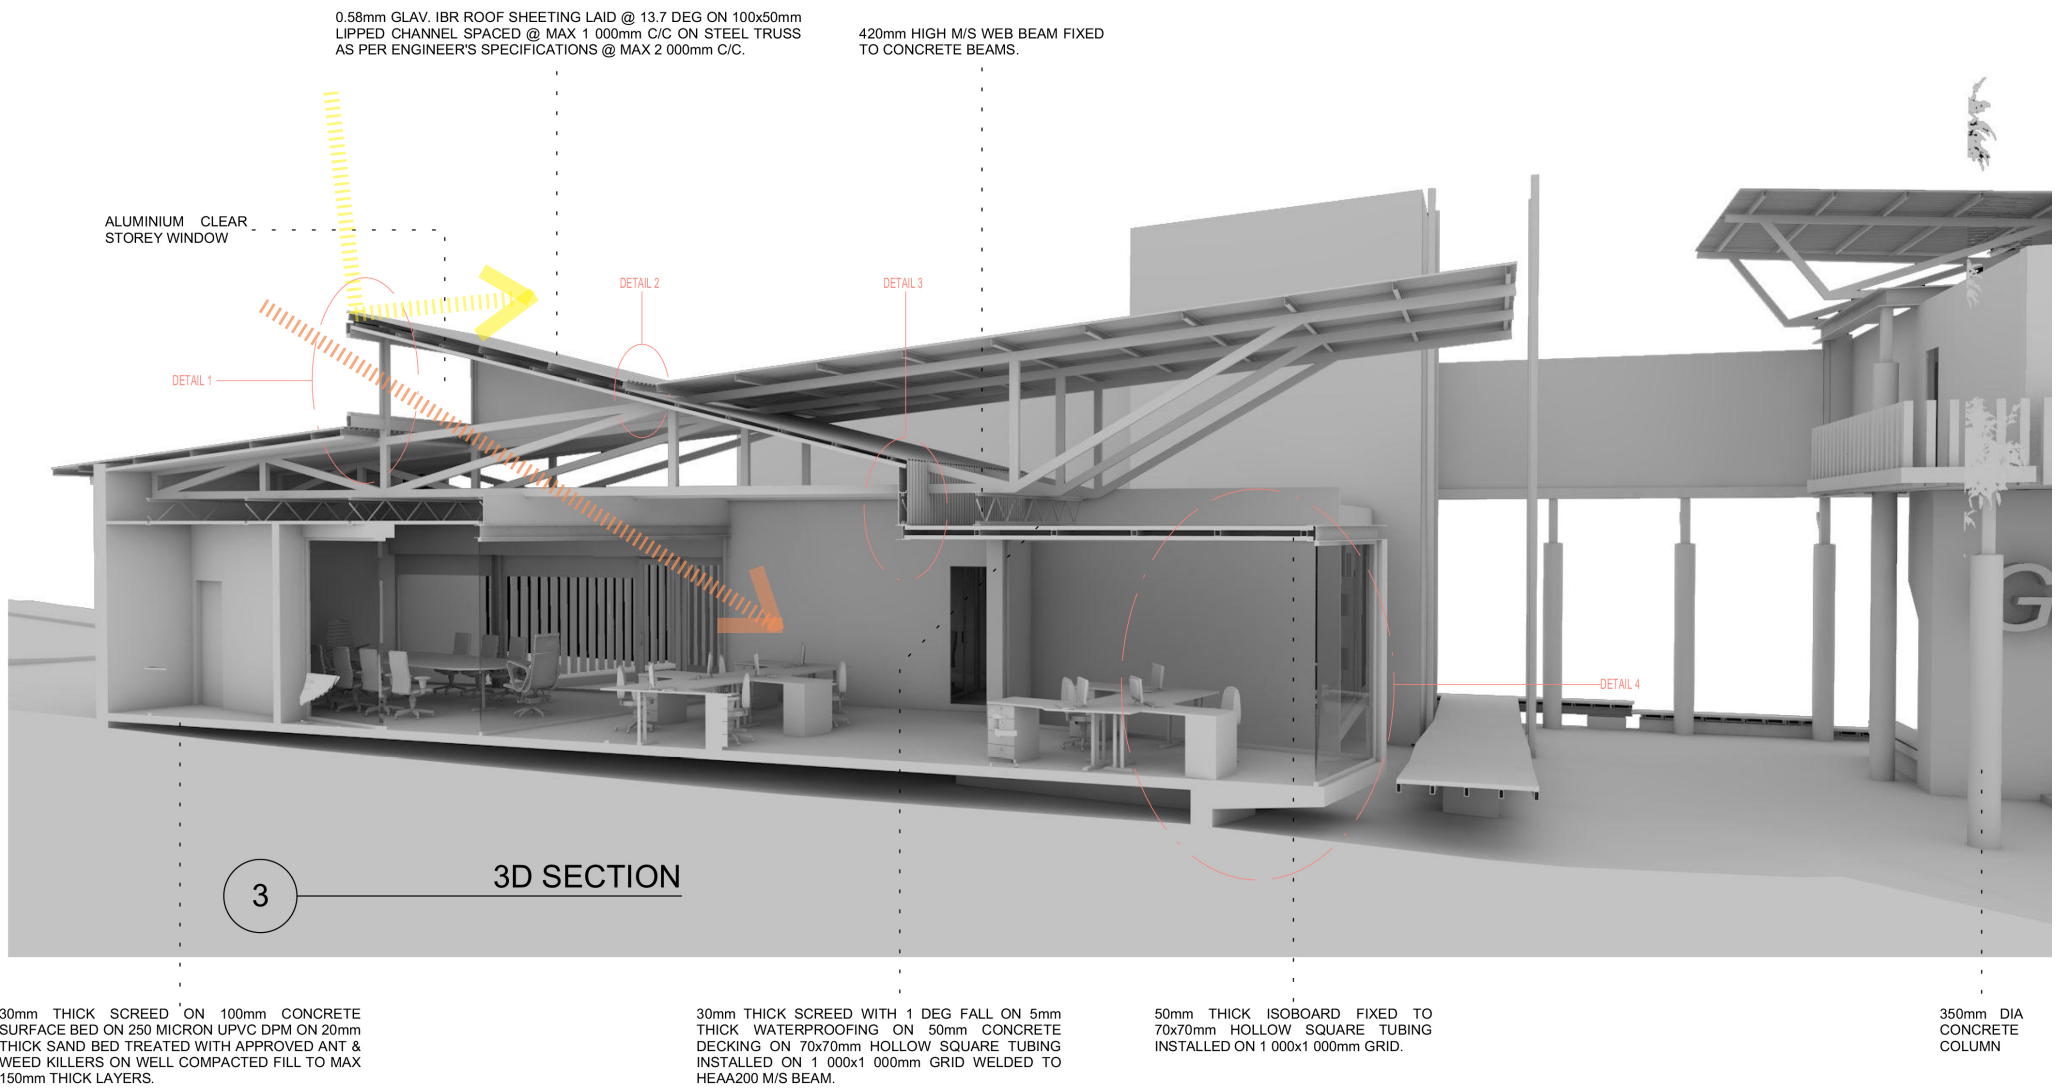 0.58mm GLAV. IBR ROOF SHEETING LAID @ 13.7 DEG ON 100x50mm
LIPPED CHANNEL SPACED @ MAX 1 000mm C/C ON STEEL TRUSS
AS PER ENGINEER'S SPECIFICATIONS @ MAX 2 000mm C/C.
420mm HIGH M/S WEB BEAM FIXED
TO CONCRETE BEAMS.
ALUMINIUM CLEAR
STOREY WINDOW
DETAIL 2
DETAIL 3
DETAIL 1
G
DETAIL 4
3
3D SECTION
30mm THICK SCREED ON 100mm CONCRETE
SURFACE BED ON 250 MICRON UPVC DPM ON 20mm
THICK SAND BED TREATED WITH APPROVED ANT &
WEED KILLERS ON WELL COMPACTED FILL TO MAX
150mm THICK LAYERS.
30mm THICK SCREED WITH 1 DEG FALL ON 5mm
THICK WATERPROOFING ON 50mm CONCRETE
DECKING ON 70x70mm HOLLOW SQUARE TUBING
INSTALLED ON 1 000x1 000mm GRID WELDED TO
HEAA200 M/S BEAM.
50mm THICK ISOBOARD FIXED TO
70x70mm HOLLOW SQUARE TUBING
INSTALLED ON 1 000x1 000mm GRID.
350mm DIA
CONCRETE
COLUMN